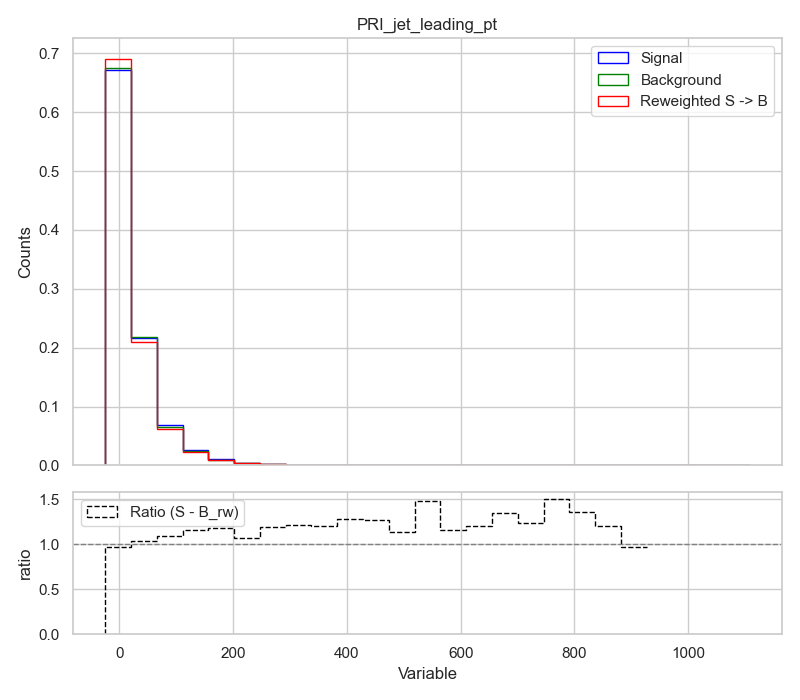 PRI_jet_leading_pt
0.7
0.6
0.5
0.4
0.3
0.2
0.1
0.0
Counts
Signal
Background
Reweighted S -> B
1.5
1.0
0.5
0.0
ratio
Ratio (S - B_rw)
0 200 400 600 800 1000
Variable